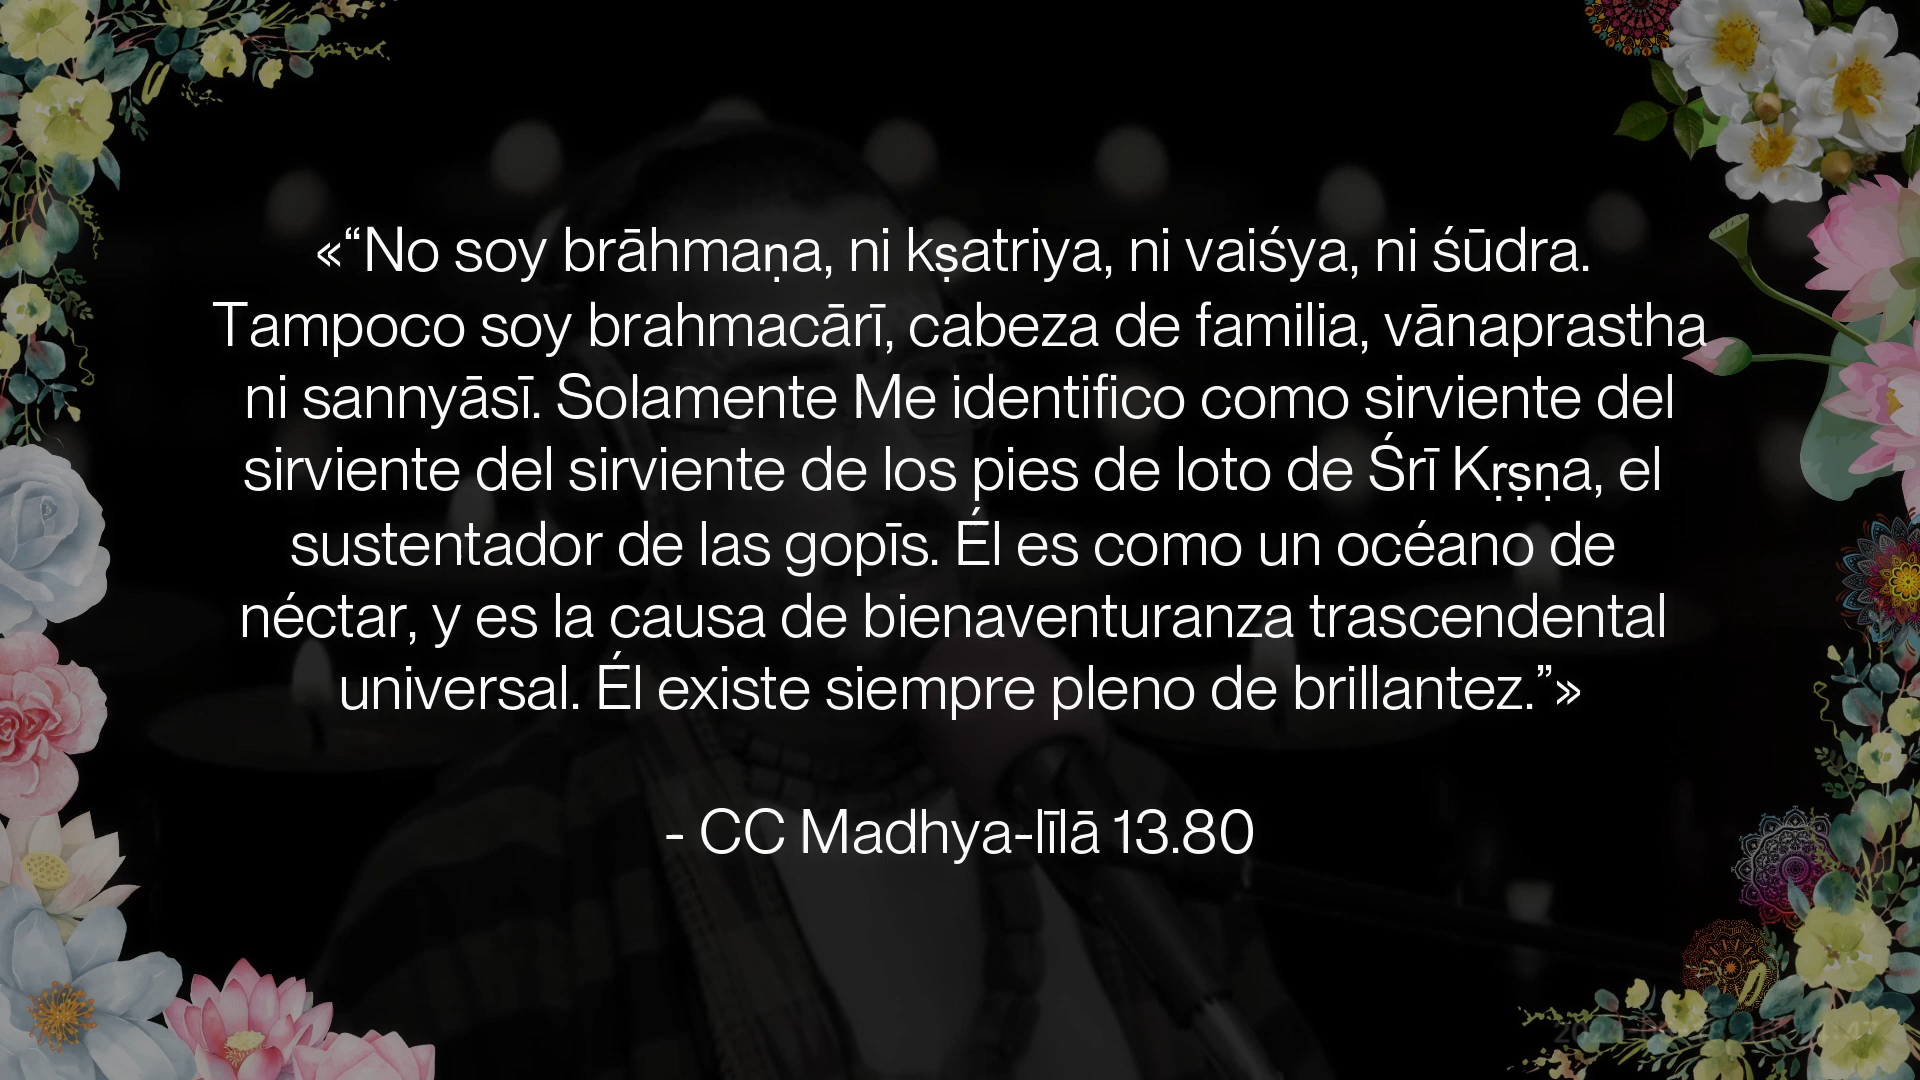 «“No soy brāhmaṇa, ni kṣatriya, ni vaiśya, ni śūdra.
Tampoco soy brahmacārī, cabeza de familia, vānaprastha
ni sannyāsī. Solamente Me identifico como sirviente del
sirviente del sirviente de los pies de loto de Śrī Kṛṣṇa, el
sustentador de las gopīs. Él es como un océano de
néctar, y es la causa de bienaventuranza trascendental
universal. Él existe siempre pleno de brillantez.”»
- CC Madhya-līlā 13.80